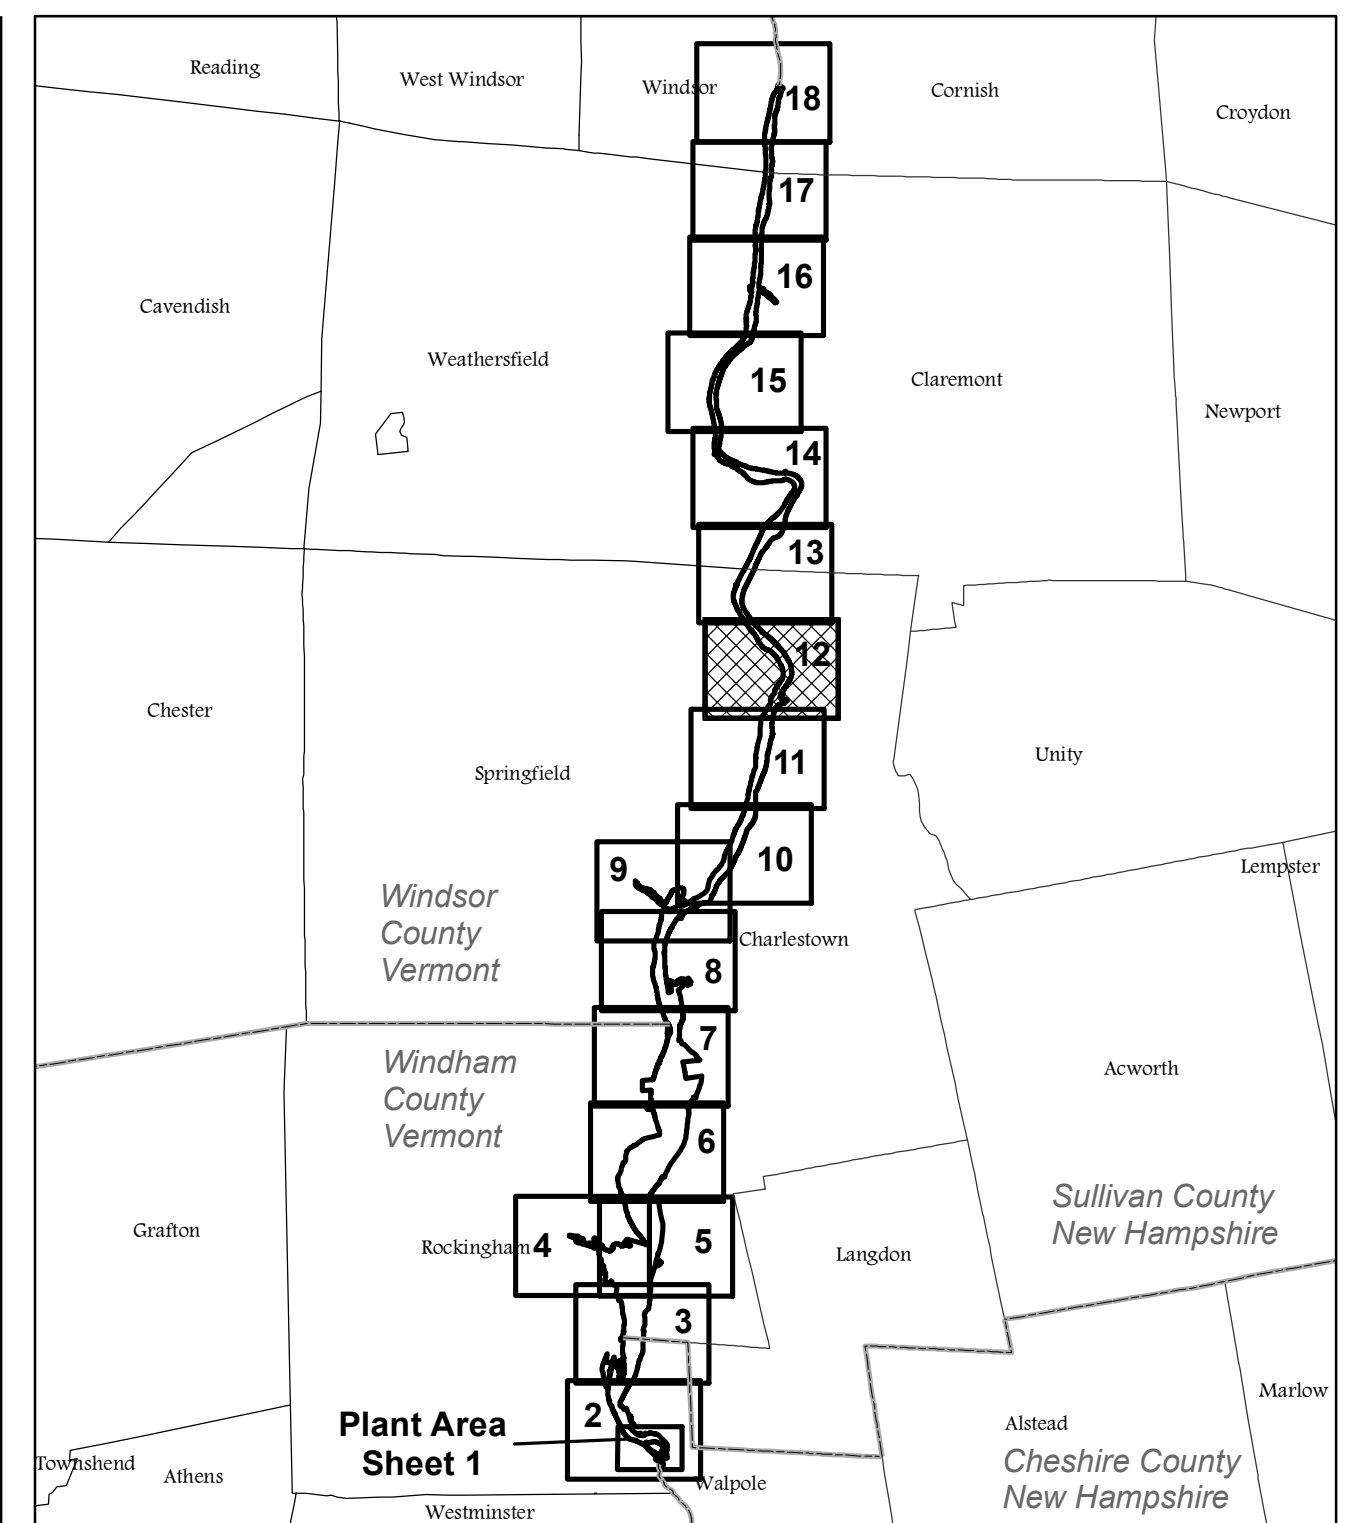 Reading
West Windsor
Windsor
18
Cornish
Croydon
17
16
Cavendish
Weathersfield
15
Claremont
Newport
14
13
12
Chester
Springfield
11
Unity
10
9
Lempster
Windsor
County
Vermont
Charlestown
8
7
Windham
County
Vermont
Acworth
6
Sullivan County
New Hampshire
Grafton
Rockingham
4
5
Langdon
3
Marlow
2
Plant Area
Sheet 1
Alstead
Cheshire County
New Hampshire
Townshend
Athens
Walpole
Westminster